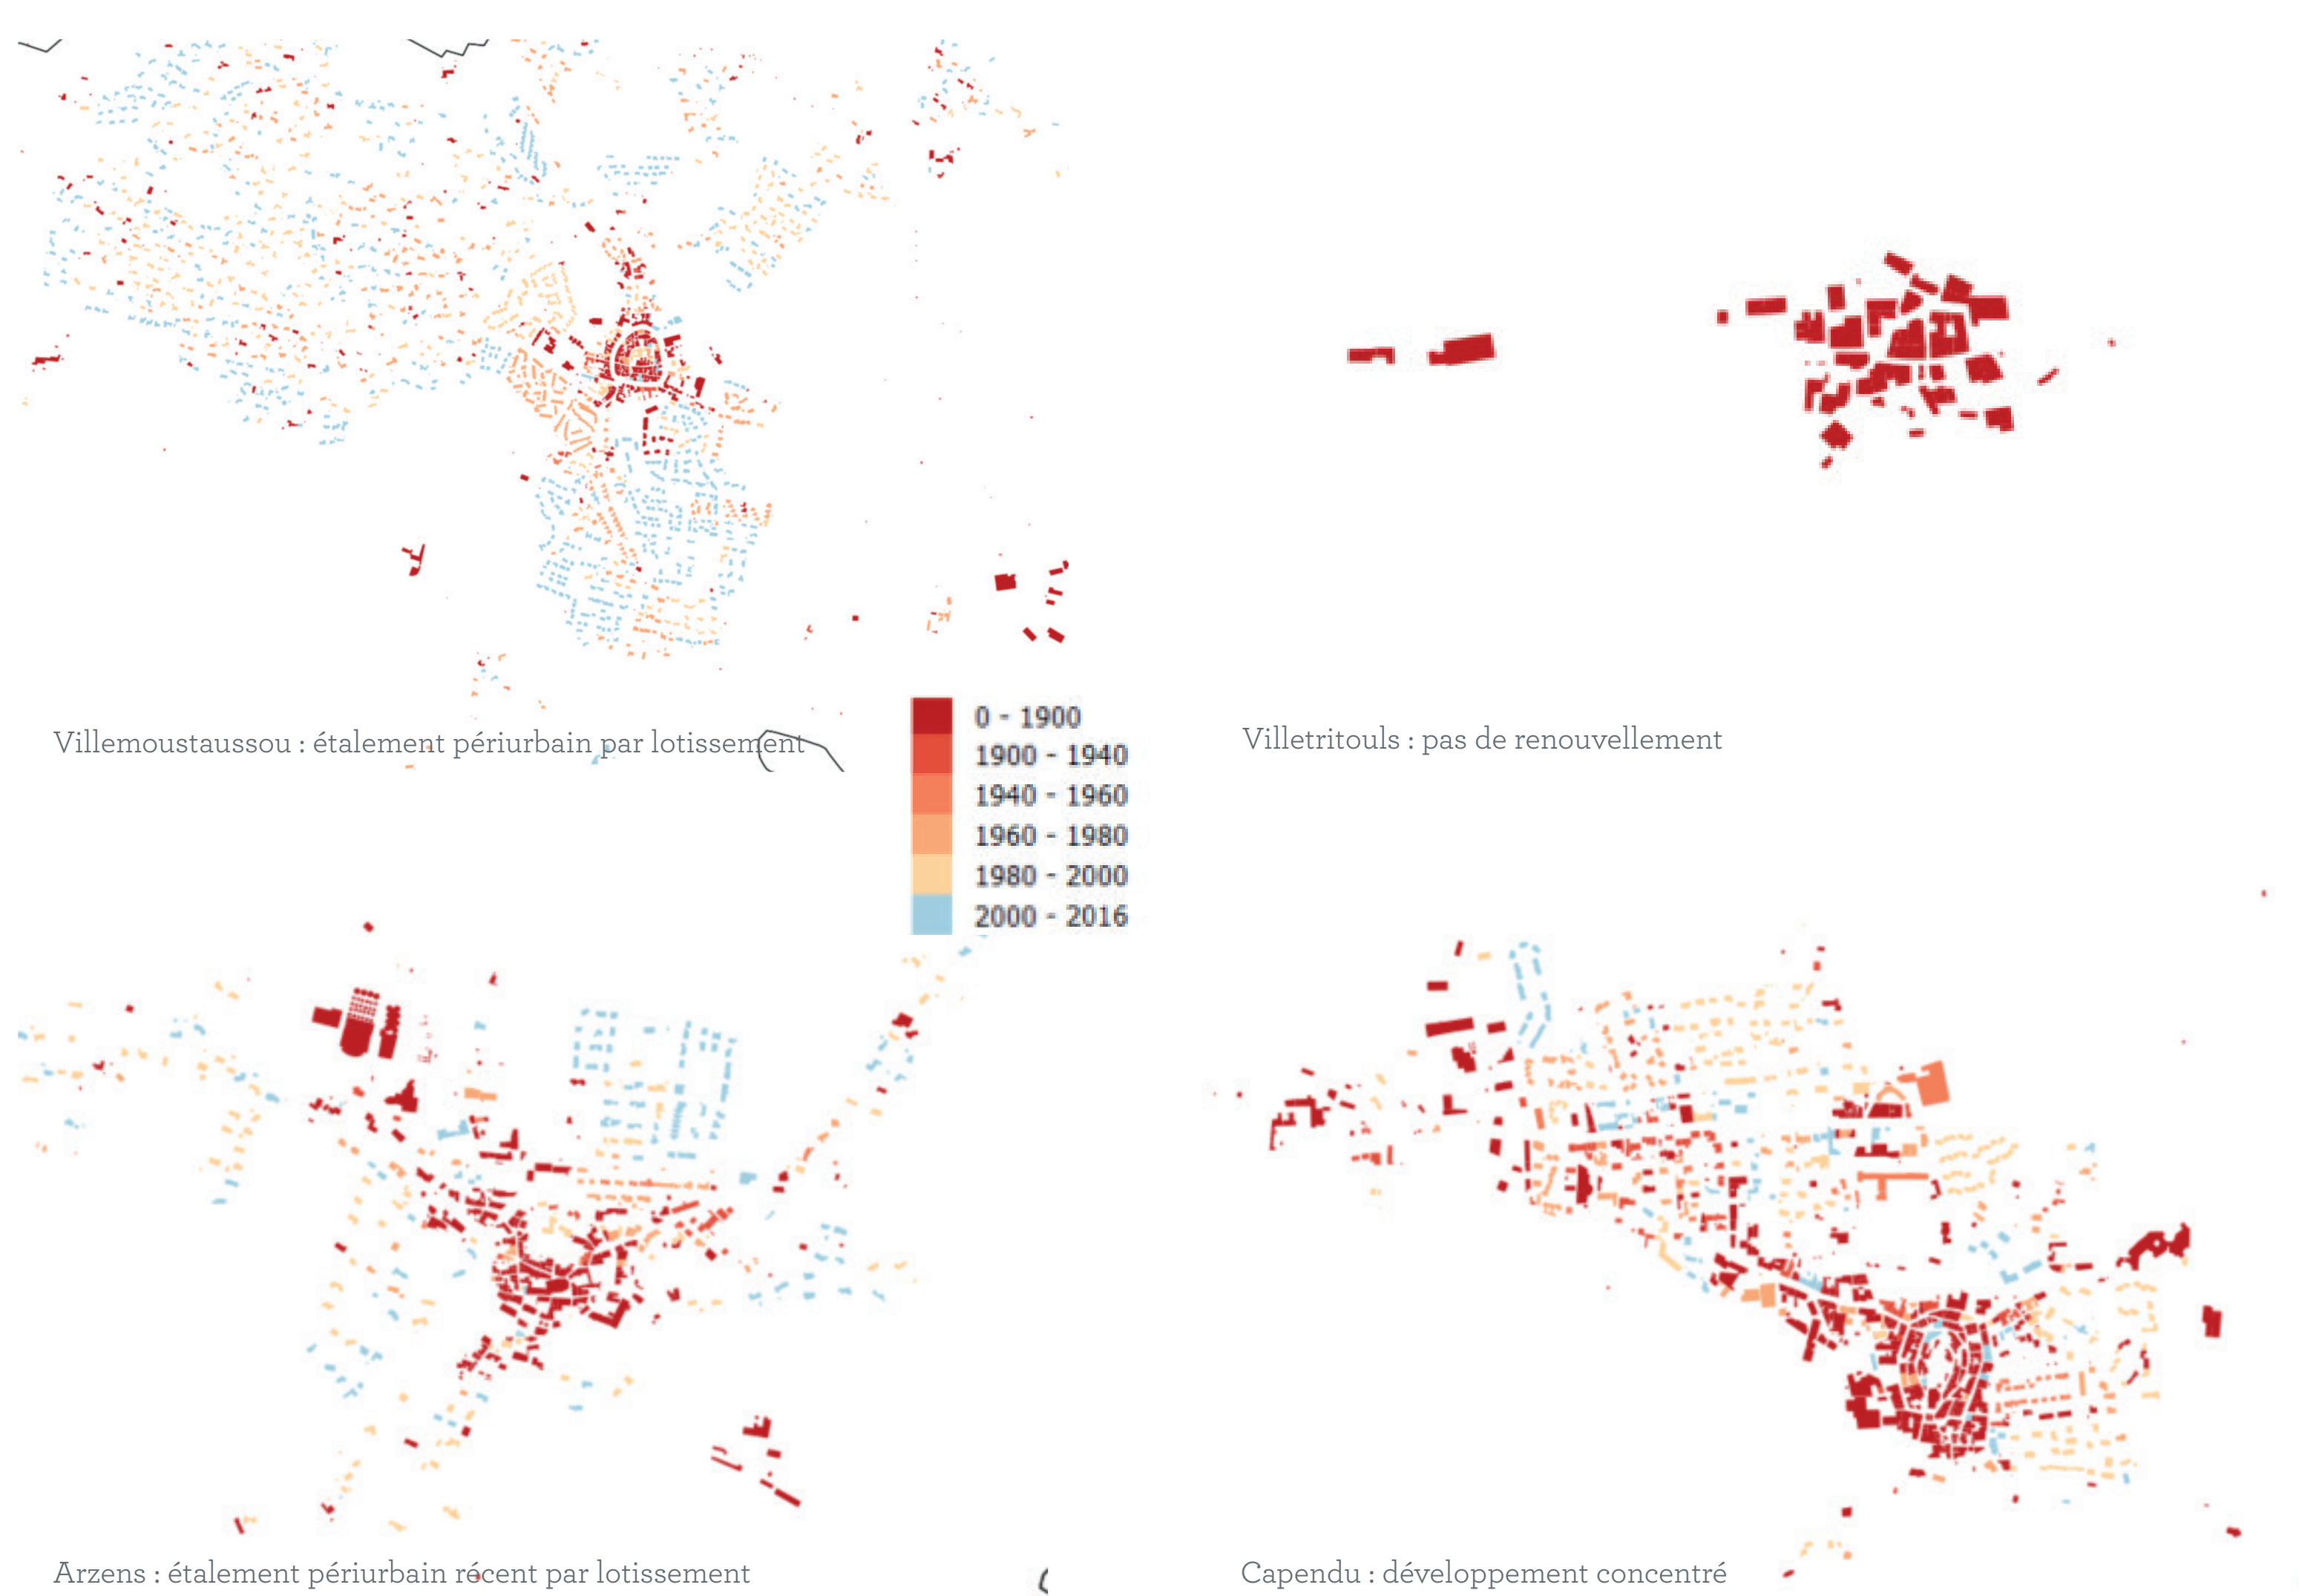 Villemoustaussou : étalement périurbain par lotissement
0 - 1900
1900 - 1940
1940 - 1960
1960 - 1980
1980 - 2000
2000 - 2016
Villetritouls : pas de renouvellement
Arzens : étalement périurbain récent par lotissement
Capendu : développement concentré